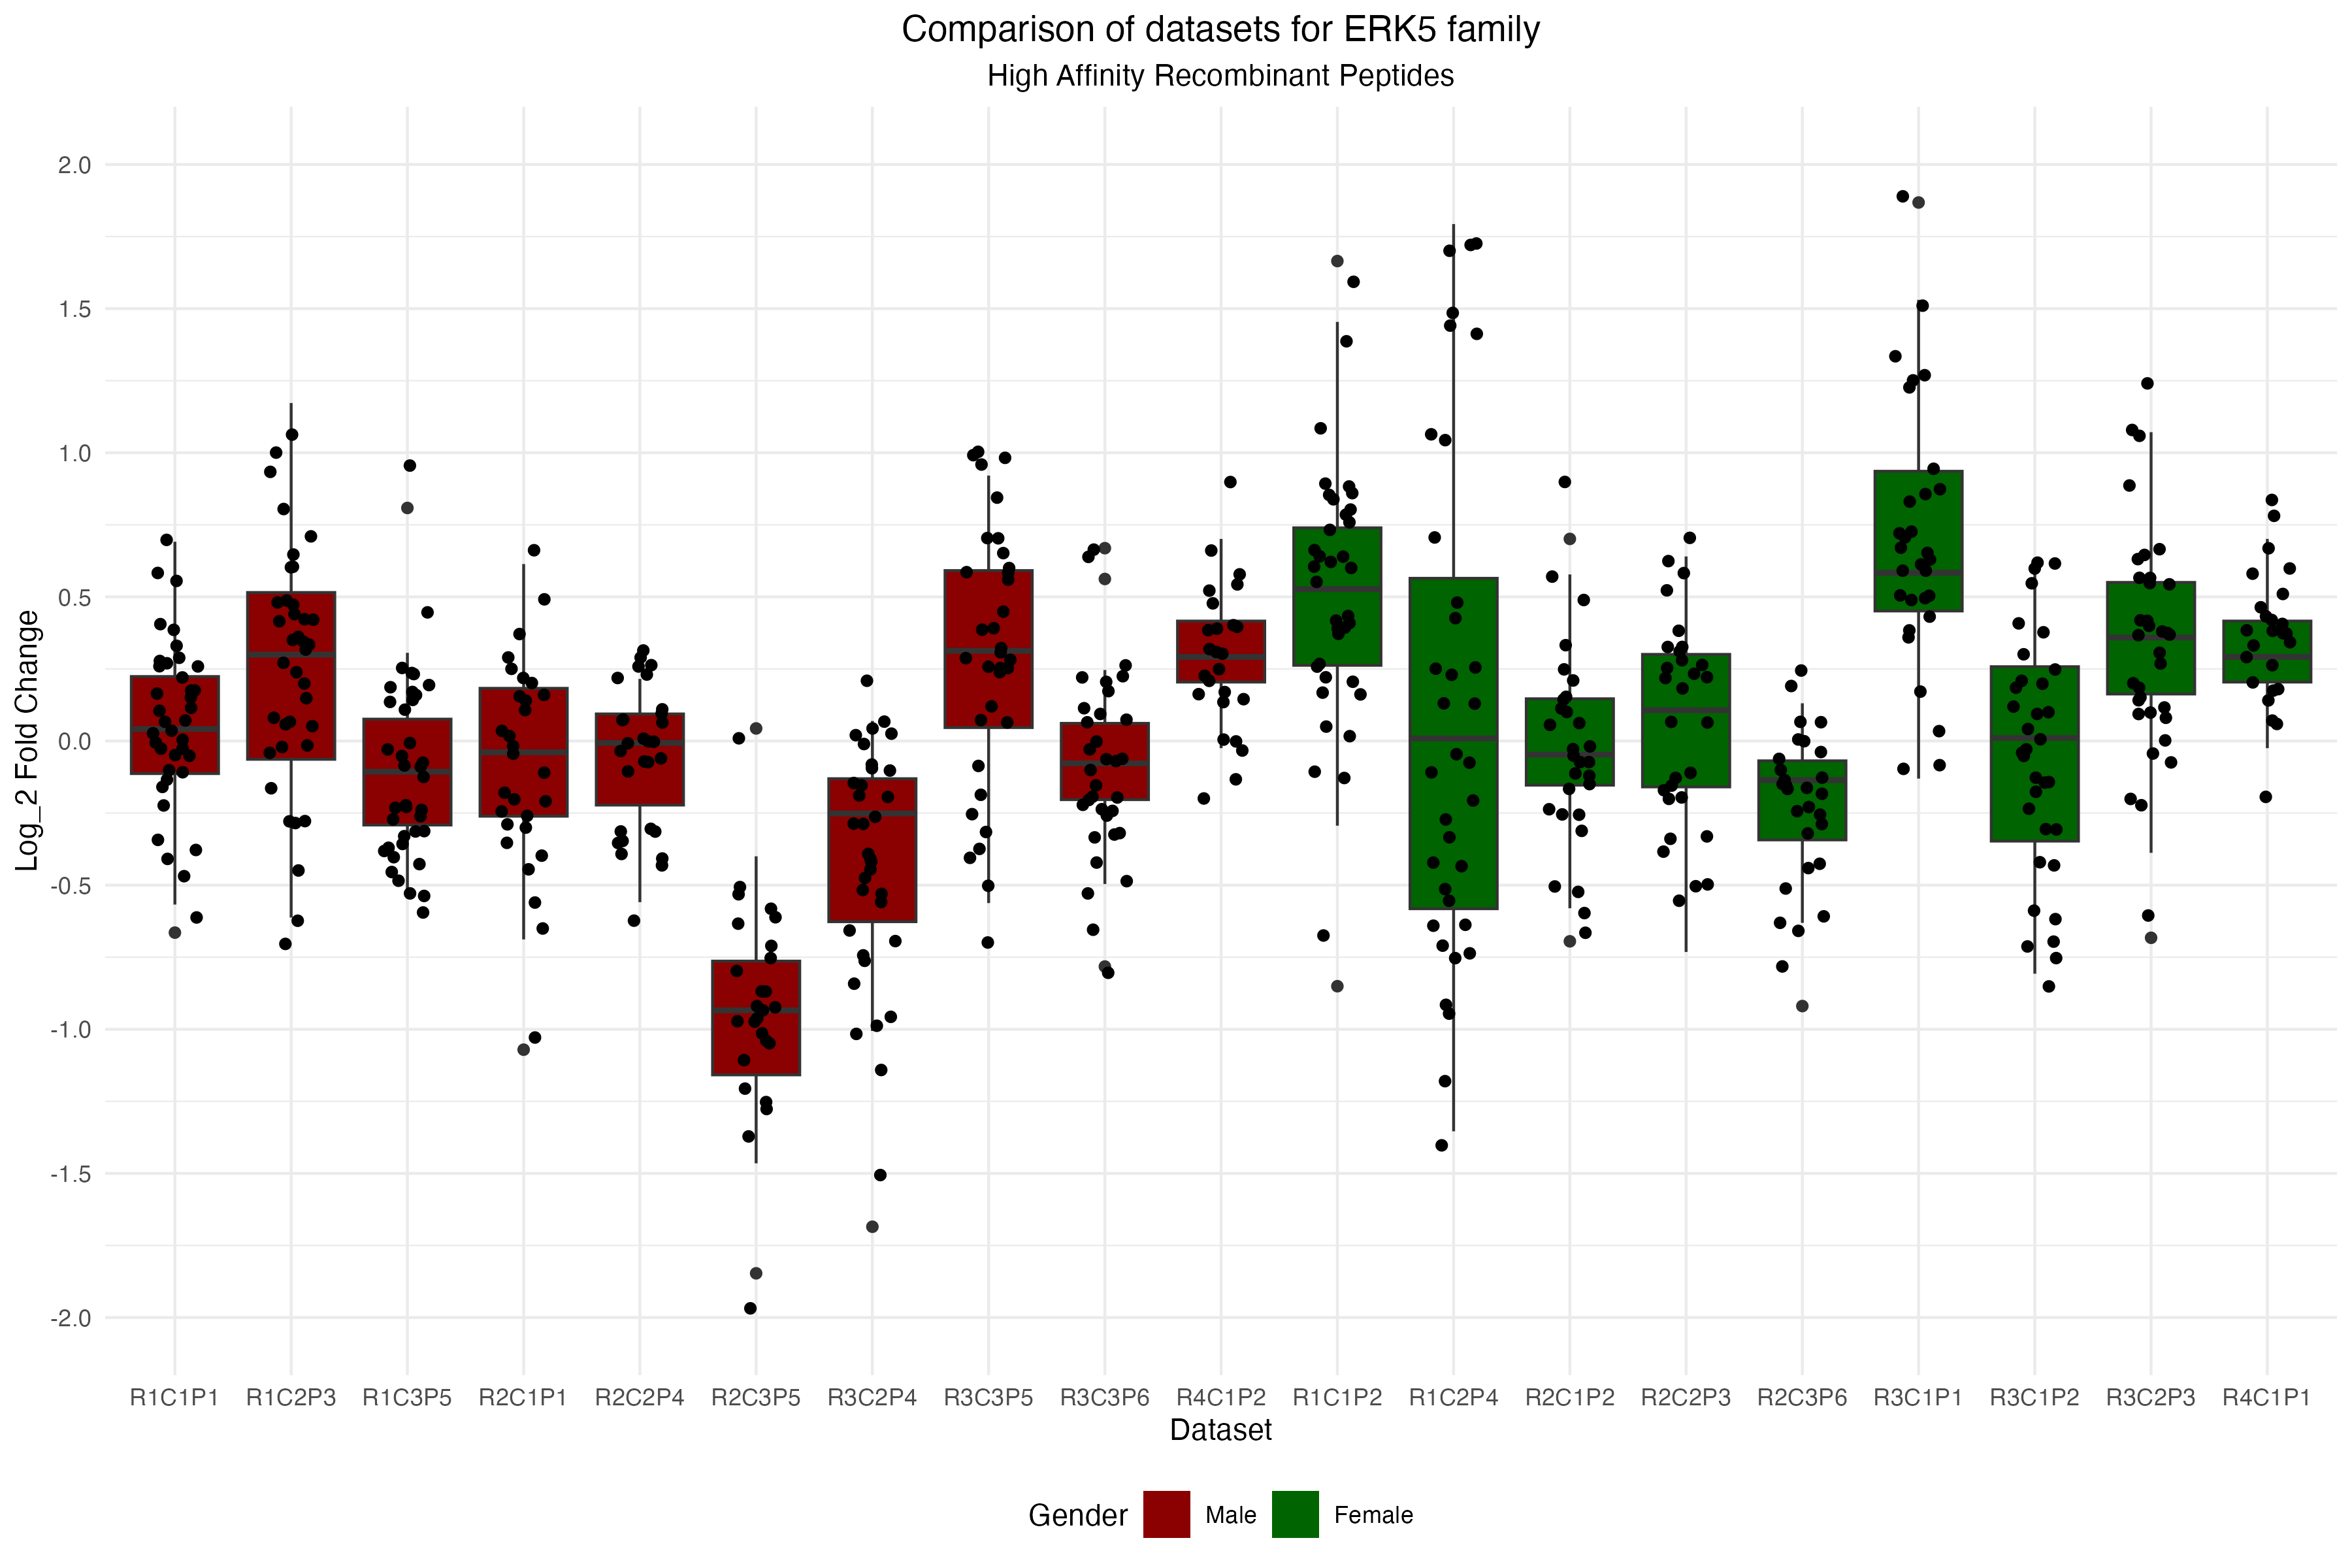 Comparison of datasets for ERK5 family
High Affinity Recombinant Peptides
Log_2 Fold Change
2.0
1.5
1.0
0.5
0.0
-0.5
-1.0
-1.5
-2.0
R1C1P1 R1C2P3 R1C3P5 R2C1P1 R2C2P4 R2C3P5 R3C2P4 R3C3P5 R3C3P6 R4C1P2 R1C1P2 R1C2P4 R2C1P2 R2C2P3 R2C3P6 R3C1P1 R3C1P2 R3C2P3 R4C1P1
Dataset
Gender Male Female